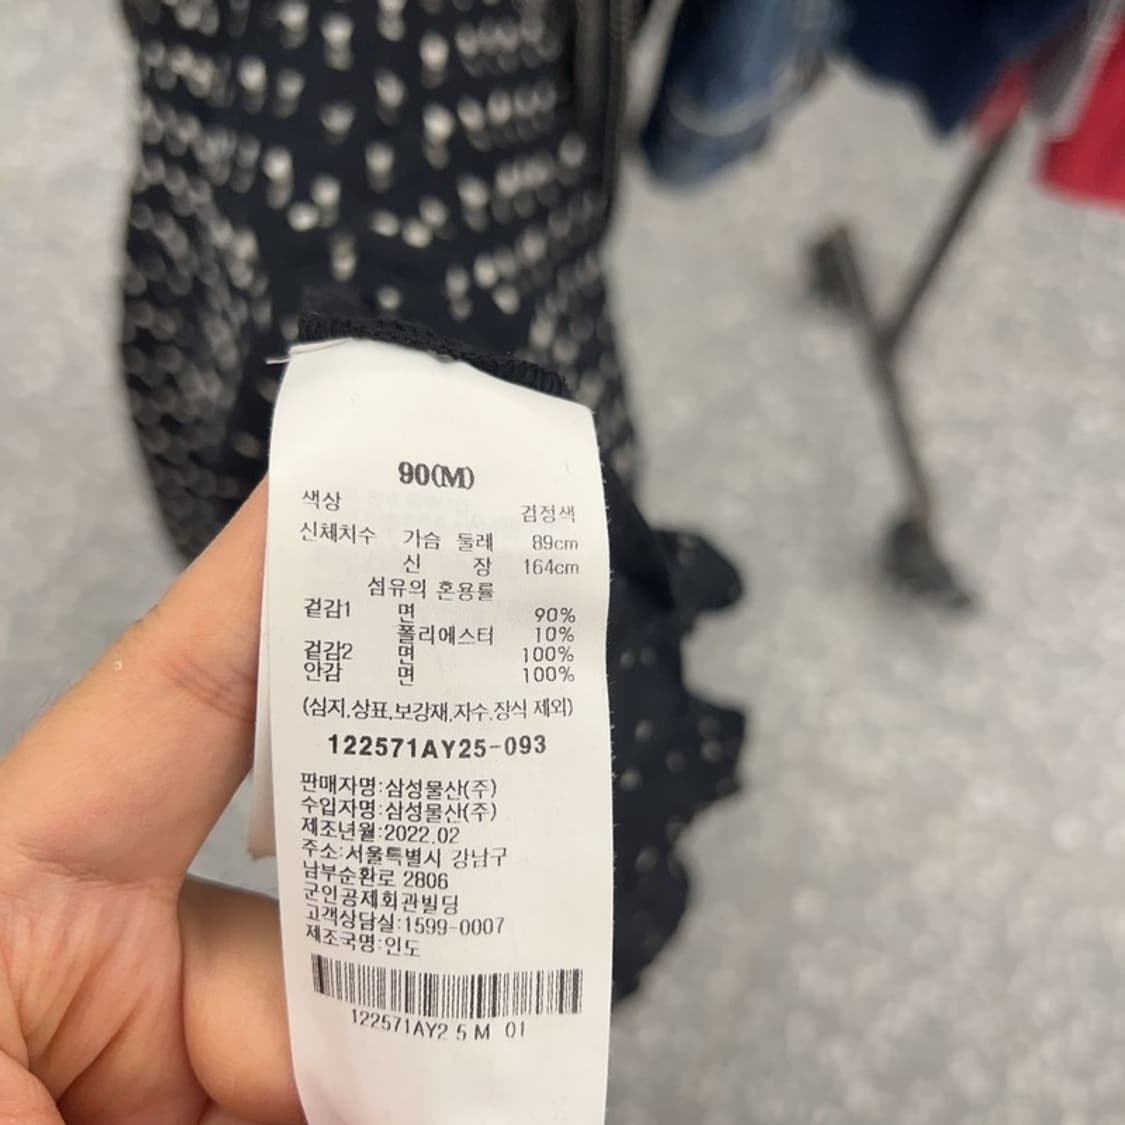 90(M)
색상 검정색
신체치수 가슴 둘레 89cm
신 장 164cm
섬유의 혼용률
겉감1 면 90%
폴리에스터 10%
겉감2 면 100%
안감 면 100%
(심지,상표,보강재,자수,장식 제외)
122571AY25-093
판매자명:삼성물산(주)
수입자명:삼성물산(주)
제조년월:2022.02
주소:서울특별시 강남구
남부순환로 2806
군인공제회관빌딩
고객상담실:1599-0007
제조국명:인도
122571AY2 5 M 01